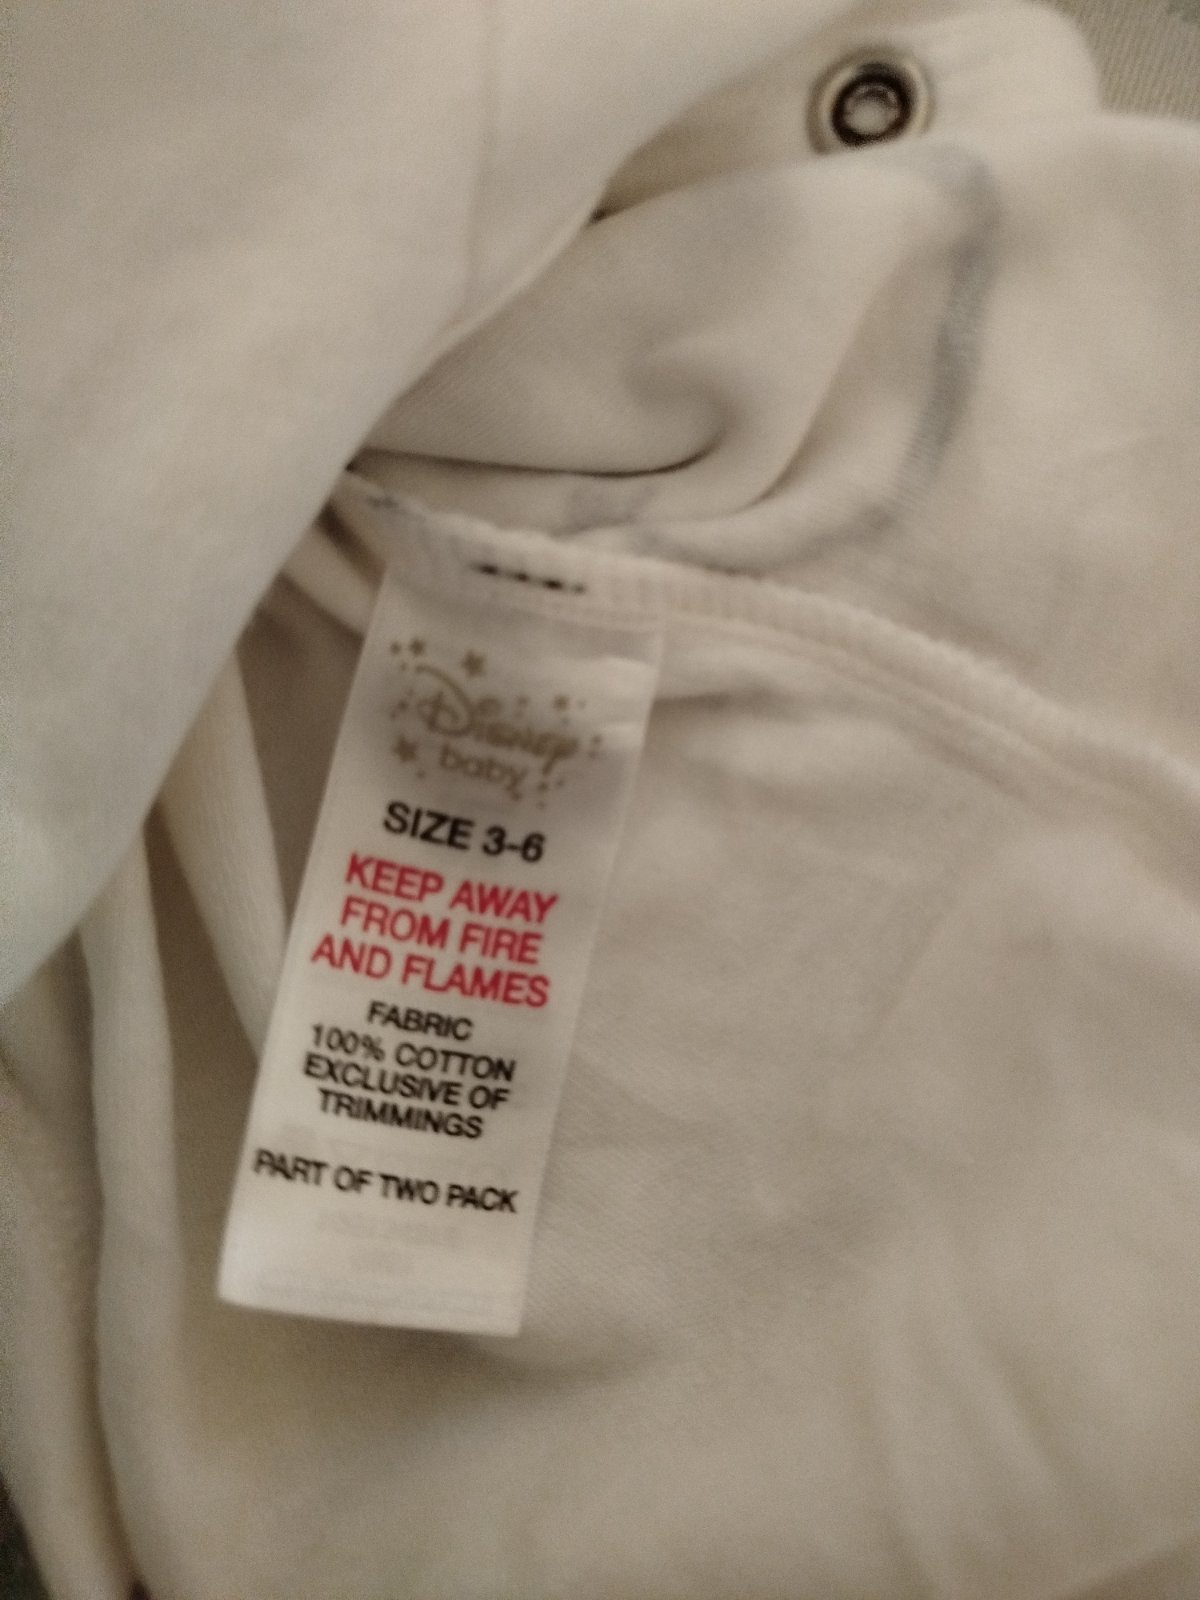 Disney
baby
SIZE 3-6
KEEP AWAY
FROM FIRE
AND FLAMES
FABRIC
100% COTTON
EXCLUSIVE OF
TRIMMINGS
PART OF TWO PACK